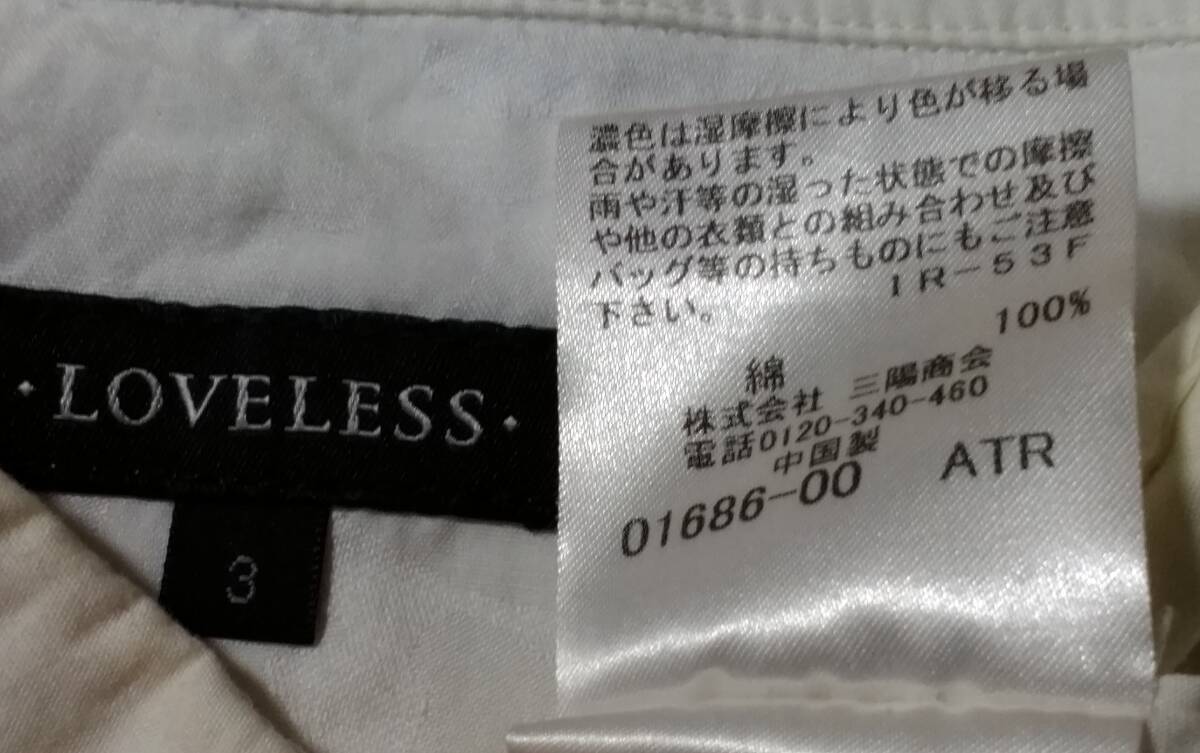 濃色は湿摩擦により色が移る場
合があります。
雨や汗等の湿った状態での摩擦
や他の衣類との組み合わせ及び
バッグ等の持ちものにもご注意
下さい。
IR-53F
綿 100%
株式会社 三陽商会
電話0120-340-460
中国製
01686-00 ATR
·LOVELESS·
3